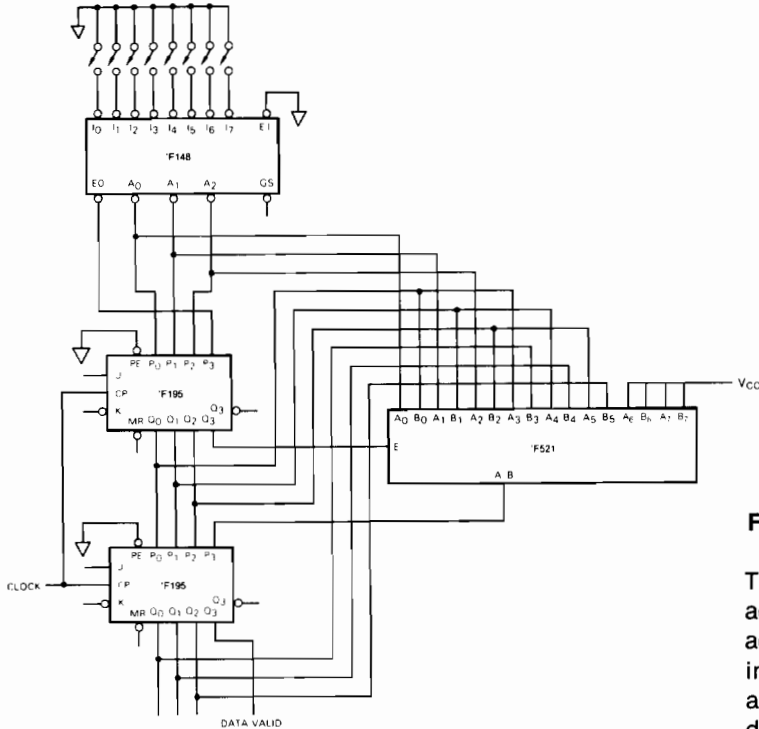 I0 I1 I2 I3 I4 I5 I6 I7 EI
'F148
EO A0 A1 A2 GS
PE P0 P1 P2 P3
J
CP 'F195
K Q3
MR Q0 Q1 Q2 Q3
VCC
A0 B0 A1 B1 A2 B2 A3 B3 A4 B4 A5 B5 A6 B6 A7 B7
E 'F521
A B
PE P0 P1 P2 P3
J
CLOCK CP 'F195
K Q3
MR Q0 Q1 Q2 Q3
DATA VALID
F
T
a
a
in
a
d